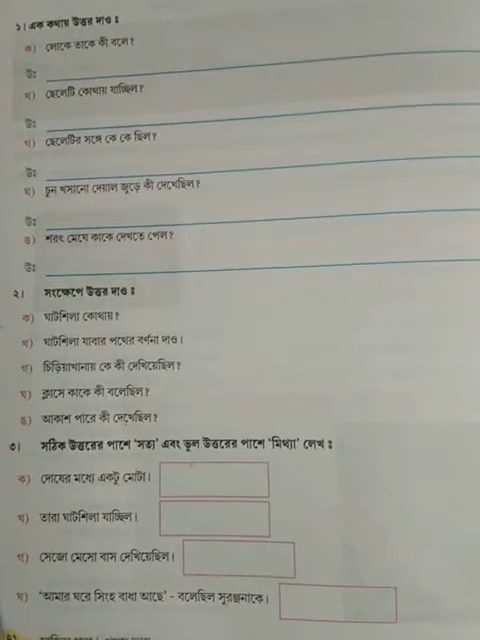 ১। এক কথায় উত্তর দাও ঃ
ক) লোকে তাকে কী বলে?
উঃ
খ) ছেলেটি কোথায় যাচ্ছিল?
উঃ
গ) ছেলেটির সঙ্গে কে কে ছিল?
উঃ
ঘ) চুন খসানো দেয়াল জুড়ে কী দেখেছিল?
উঃ
ঙ) শরৎ মেঘে কাকে দেখতে পেল?
উঃ
২। সংক্ষেপে উত্তর দাও ঃ
ক) ঘাটশিলা কোথায়?
খ) ঘাটশিলা যাবার পথের বর্ণনা দাও।
গ) চিড়িয়াখানায় কে কী দেখিয়েছিল?
ঘ) ক্লাসে কাকে কী বলেছিল?
ঙ) আকাশ পারে কী দেখেছিল?
৩। সঠিক উত্তরের পাশে 'সত্য' এবং ভুল উত্তরের পাশে 'মিথ্যা' লেখ ঃ
ক) দোষের মধ্যে একটু মোটা।
খ) তারা ঘাটশিলা যাচ্ছিল।
গ) সেজো মেসো বাস দেখিয়েছিল।
ঘ) 'আমার ঘরে সিংহ বাধা আছে' - বলেছিল সুরঞ্জনাকে।